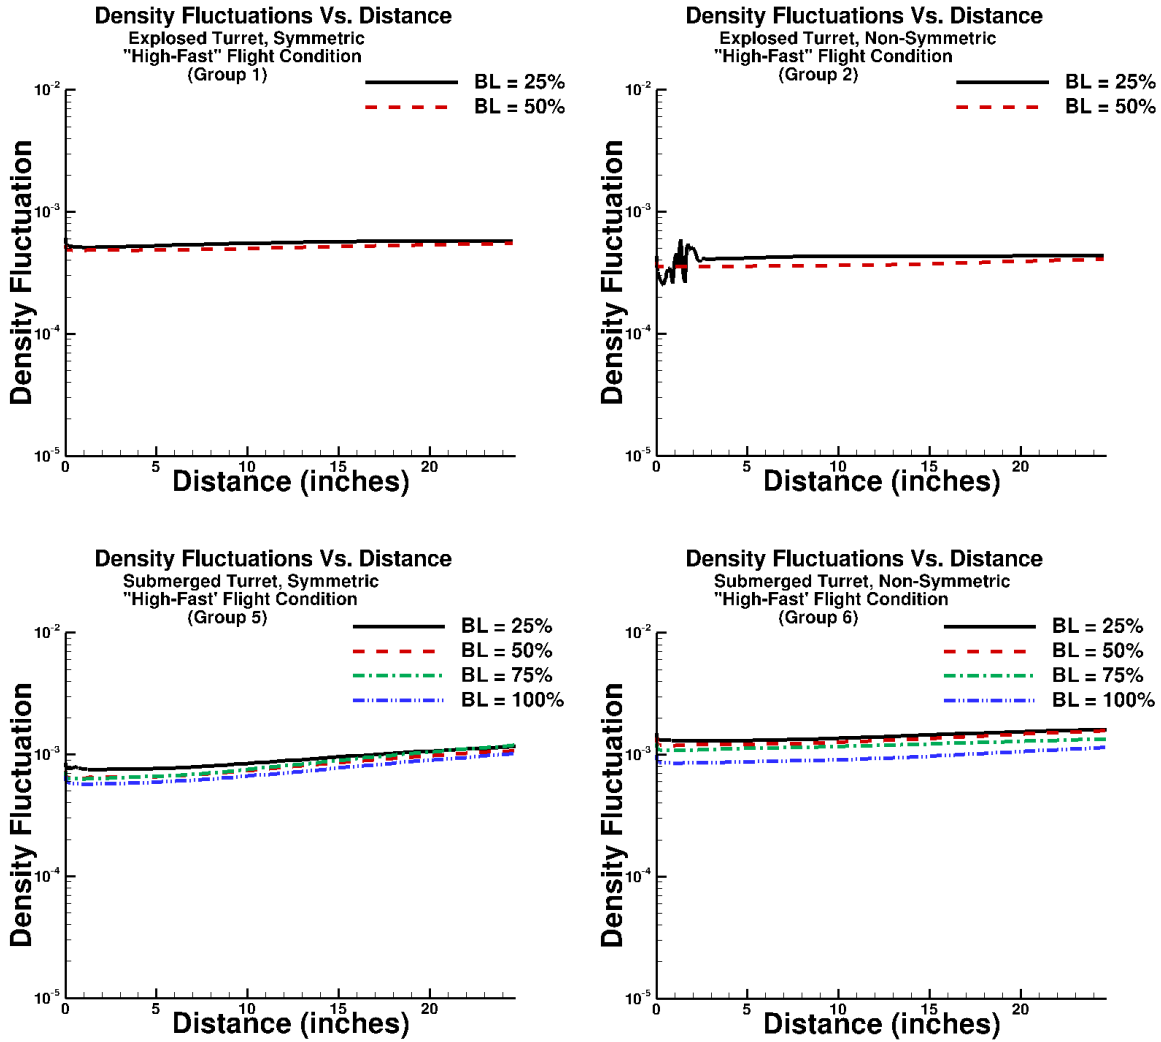 Density Fluctuations Vs. Distance
Explosed Turret, Symmetric
"High-Fast" Flight Condition
(Group 1)
BL = 25%
BL = 50%
10⁻²
10⁻³
10⁻⁴
10⁻⁵
Density Fluctuation
0 5 10 15 20
Distance (inches)
Density Fluctuations Vs. Distance
Explosed Turret, Non-Symmetric
"High-Fast" Flight Condition
(Group 2)
BL = 25%
BL = 50%
10⁻²
10⁻³
10⁻⁴
10⁻⁵
Density Fluctuation
0 5 10 15 20
Distance (inches)
Density Fluctuations Vs. Distance
Submerged Turret, Symmetric
"High-Fast' Flight Condition
(Group 5)
BL = 25%
BL = 50%
BL = 75%
BL = 100%
10⁻²
10⁻³
10⁻⁴
10⁻⁵
Density Fluctuation
0 5 10 15 20
Distance (inches)
Density Fluctuations Vs. Distance
Submerged Turret, Non-Symmetric
"High-Fast' Flight Condition
(Group 6)
BL = 25%
BL = 50%
BL = 75%
BL = 100%
10⁻²
10⁻³
10⁻⁴
10⁻⁵
Density Fluctuation
0 5 10 15 20
Distance (inches)